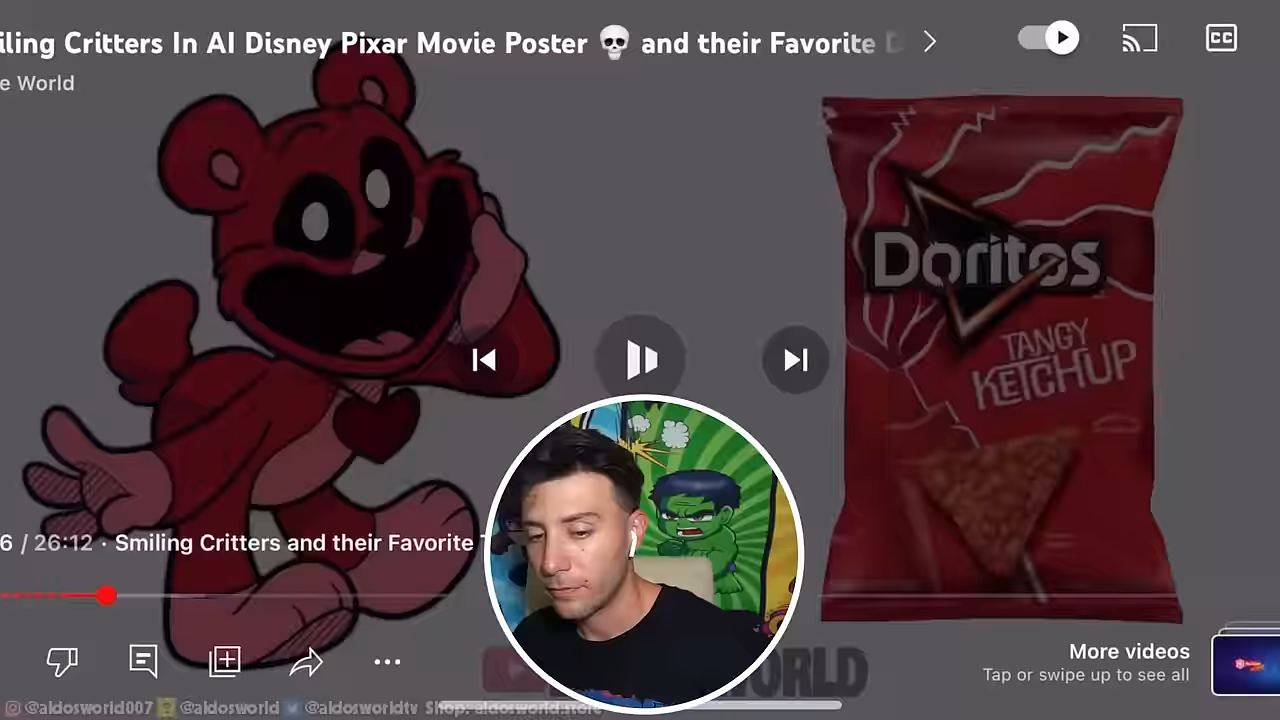 iling Critters In AI Disney Pixar Movie Poster 💀 and their Favorite D
e World
CC
Doritos
TANGY
KETCHUP
6 / 26:12 · Smiling Critters and their Favorite
More videos
Tap or swipe up to see all
WORLD
@aldosworld007 @aldosworld @aldosworldtv Shop: aldosworld.store